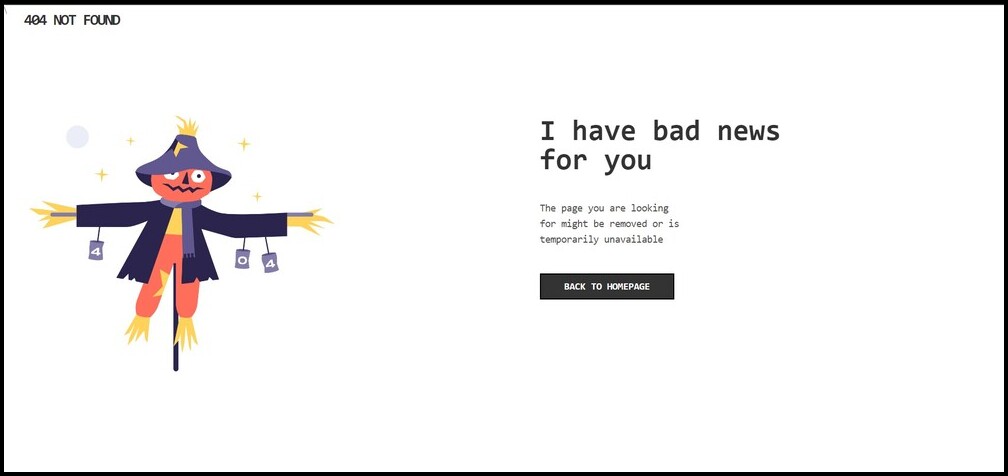 404 NOT FOUND
I have bad news
for you
The page you are looking
for might be removed or is
temporarily unavailable
BACK TO HOMEPAGE
4
0
4